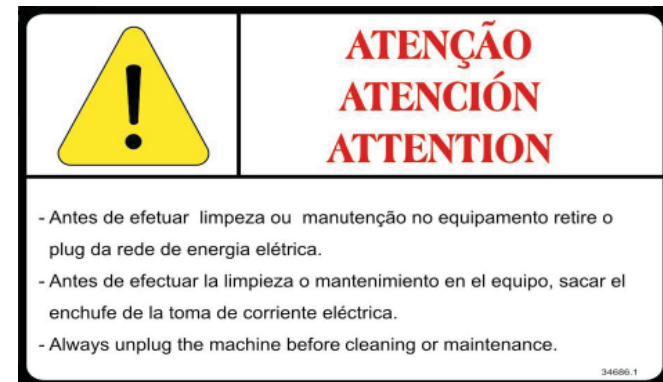 ATENÇÃO
ATENCIÓN
ATTENTION
- Antes de efetuar limpeza ou manutenção no equipamento retire o
plug da rede de energia elétrica.
- Antes de efectuar la limpieza o mantenimiento en el equipo, sacar el
enchufe de la toma de corriente eléctrica.
- Always unplug the machine before cleaning or maintenance.
34686.1